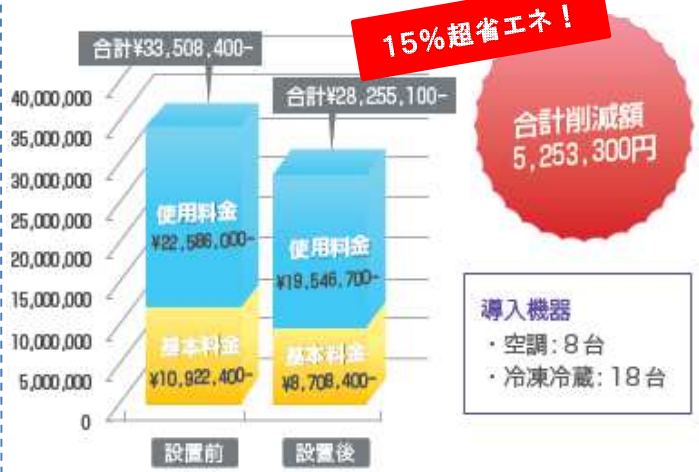 15%超省エネ！
合計¥33,508,400-
合計¥28,255,100-
合計削減額
5,253,300円
40,000,000
35,000,000
30,000,000
25,000,000
20,000,000
15,000,000
10,000,000
5,000,000
0
使用料金
¥22,586,000-
基本料金
¥10,922,400-
使用料金
¥19,546,700-
基本料金
¥8,708,400-
設置前
設置後
導入機器
・空調：8台
・冷凍冷蔵：18台